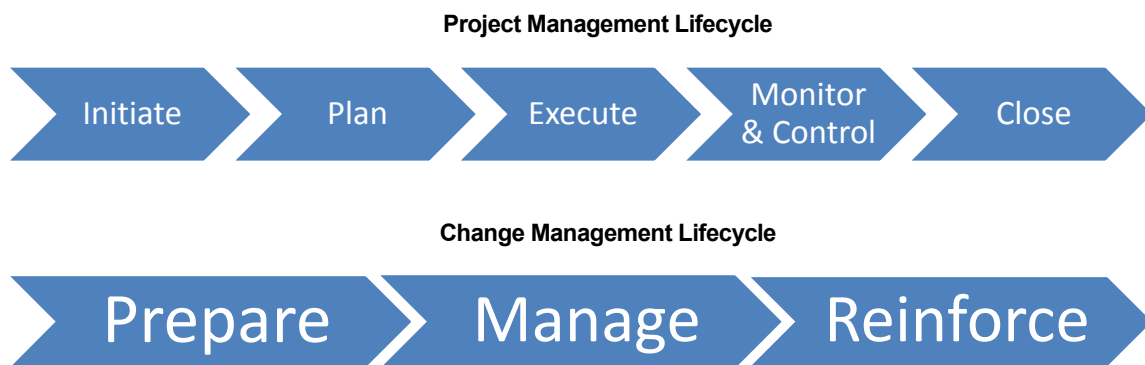 Project Management Lifecycle
Initiate
Plan
Execute
Monitor
& Control
Close
Change Management Lifecycle
Prepare
Manage
Reinforce